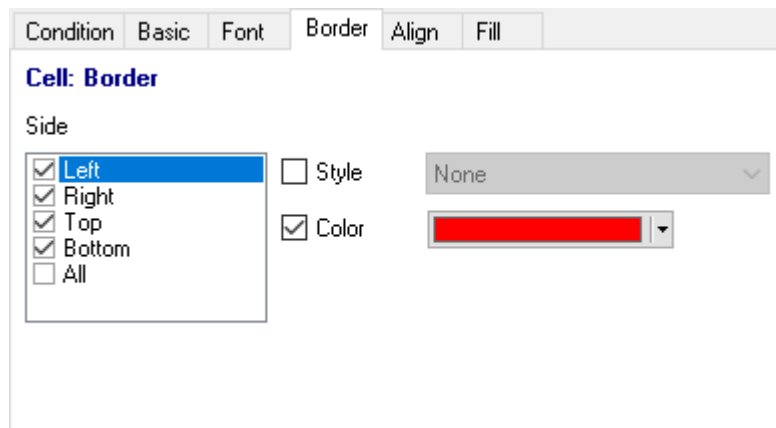 Condition Basic Font Border Align Fill
Cell: Border
Side
Left
Right
Top
Bottom
All
Style None
Color